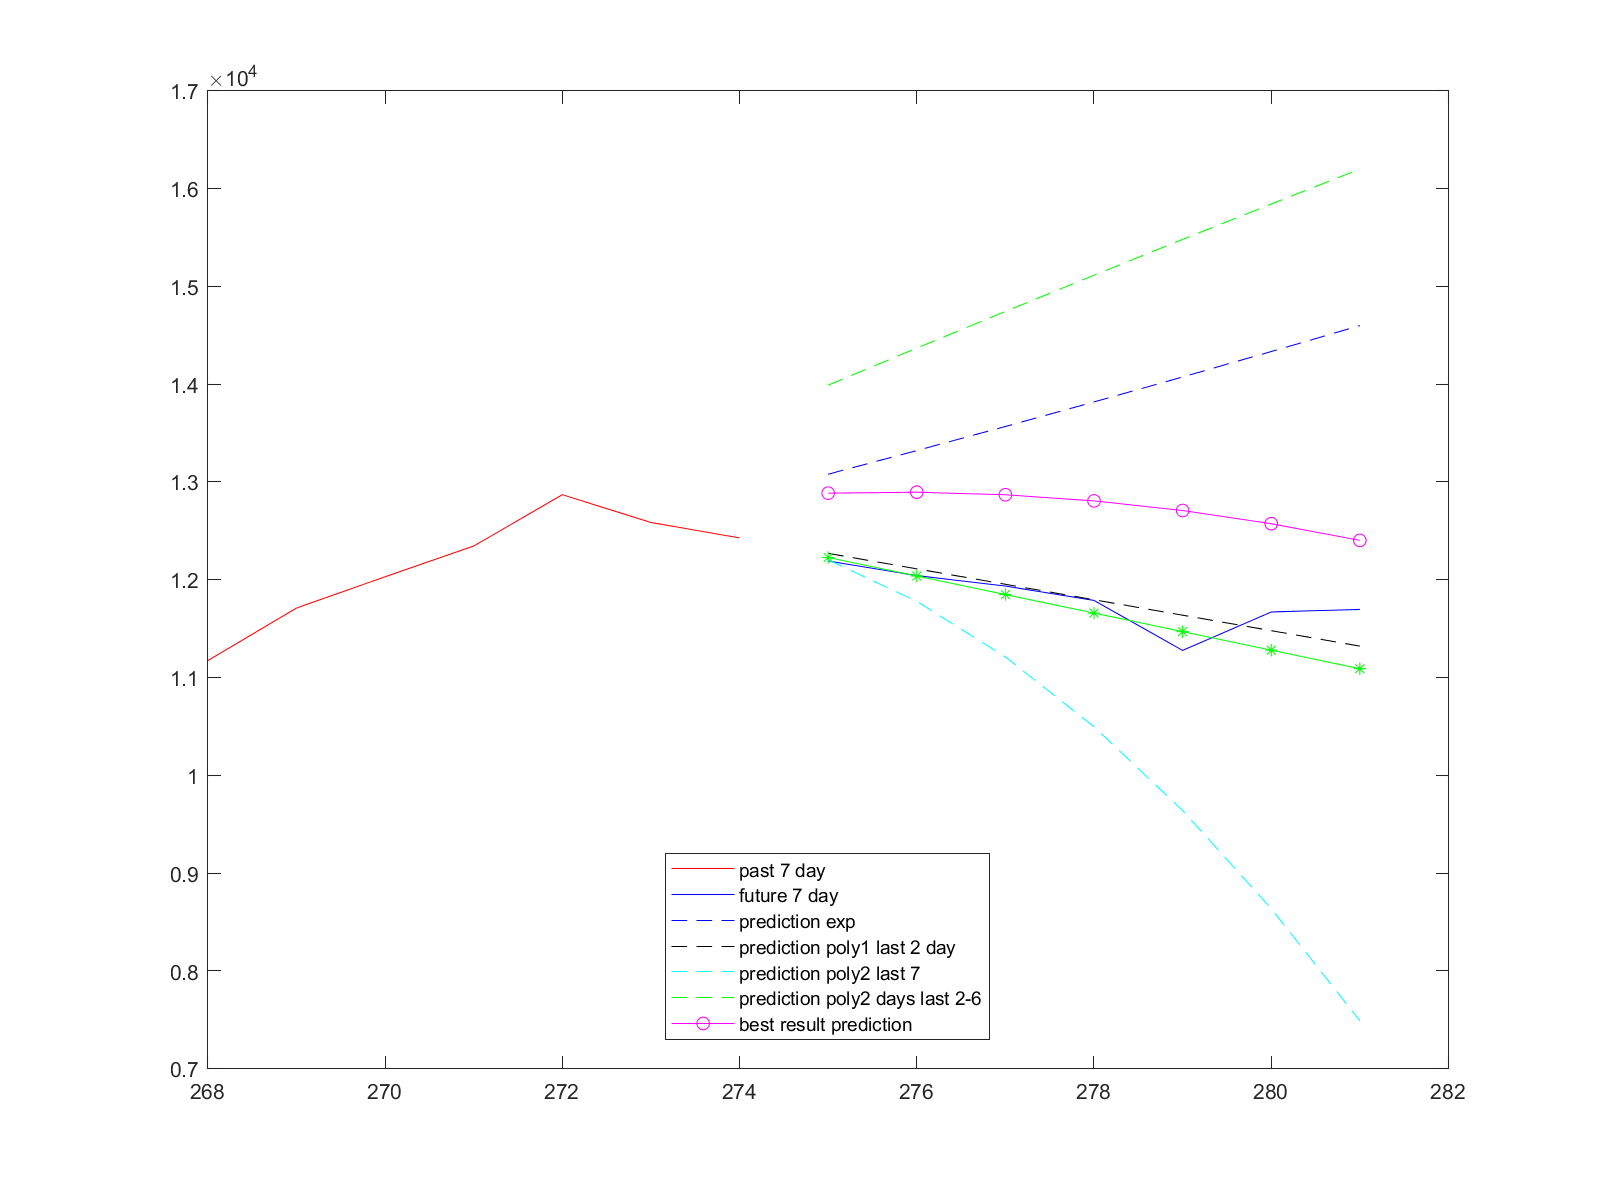 ×10⁴
1.7
1.6
1.5
1.4
1.3
1.2
1.1
1
0.9
0.8
0.7
268 270 272 274 276 278 280 282
past 7 day
future 7 day
prediction exp
prediction poly1 last 2 day
prediction poly2 last 7
prediction poly2 days last 2-6
best result prediction